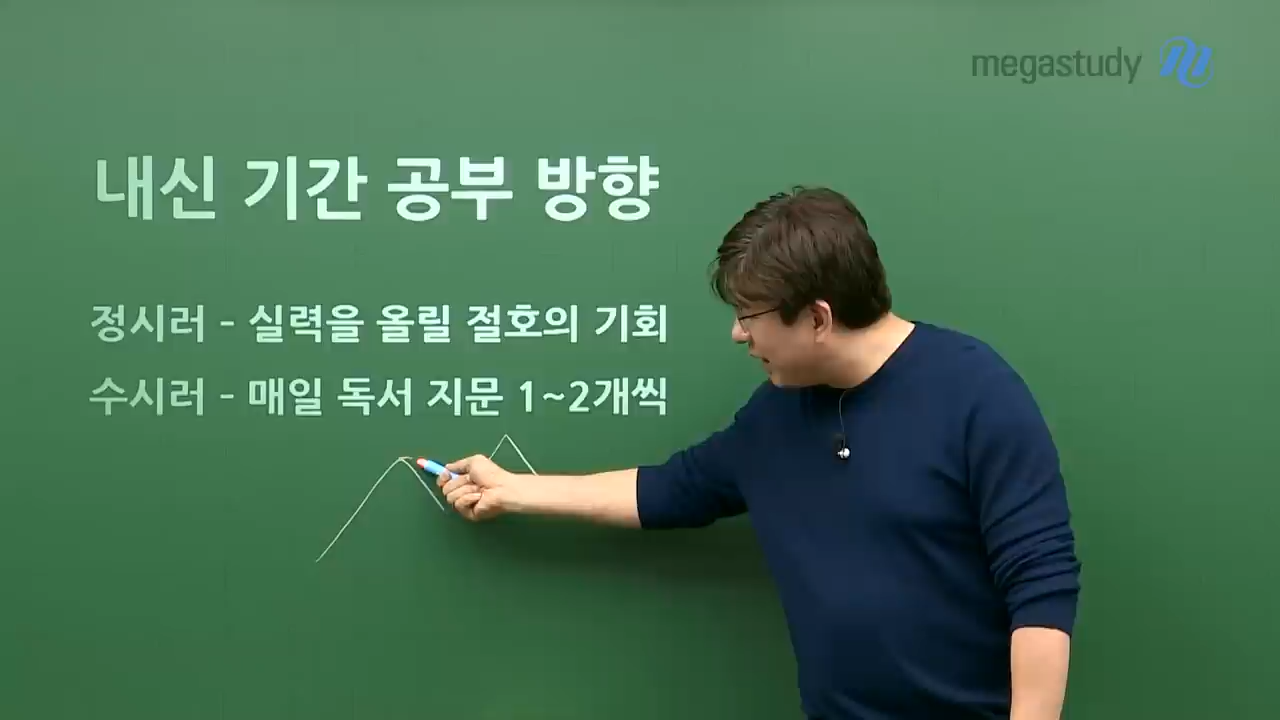 megastudy
내신 기간 공부 방향
정시러 - 실력을 올릴 절호의 기회
수시러 - 매일 독서 지문 1~2개씩